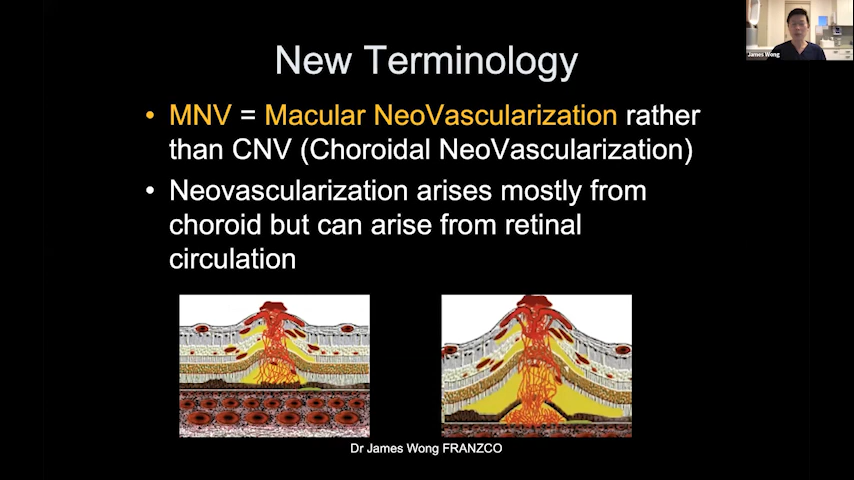 New Terminology
• MNV = Macular NeoVascularization rather
than CNV (Choroidal NeoVascularization)
• Neovascularization arises mostly from
choroid but can arise from retinal
circulation
Dr James Wong FRANZCO
James Wong